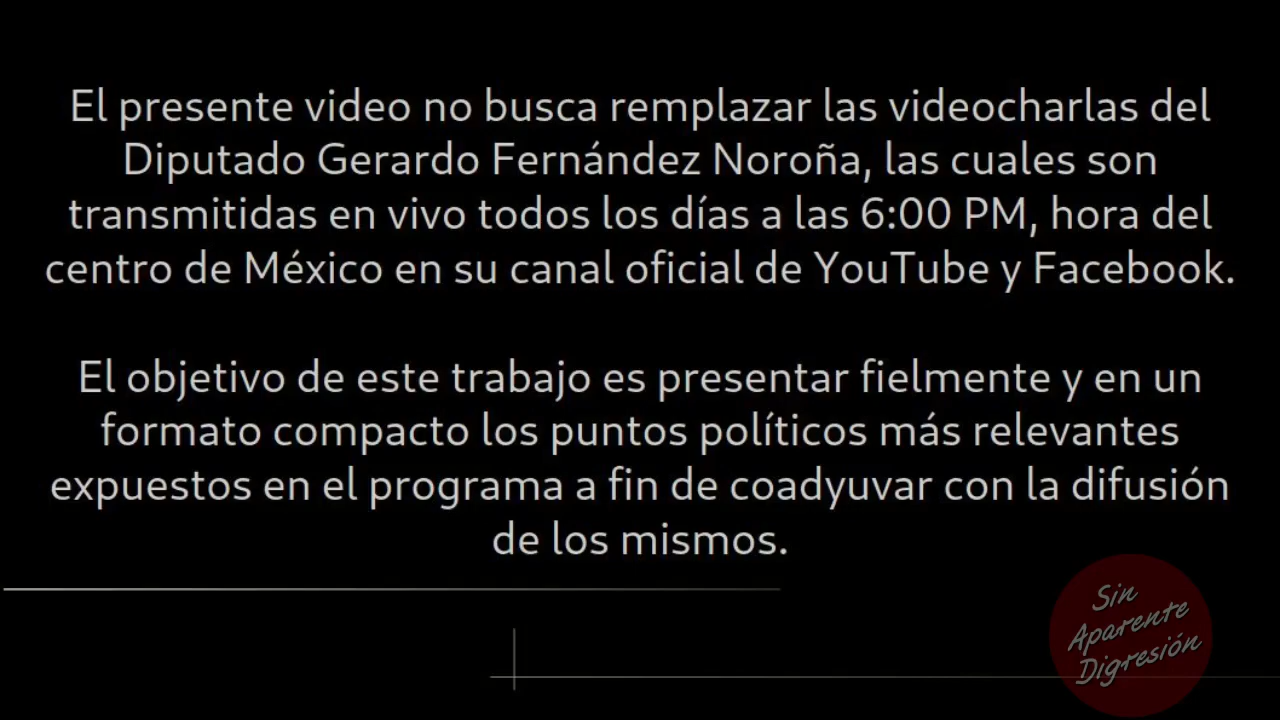 El presente video no busca remplazar las videocharlas del
Diputado Gerardo Fernández Noroña, las cuales son
transmitidas en vivo todos los días a las 6:00 PM, hora del
centro de México en su canal oficial de YouTube y Facebook.
El objetivo de este trabajo es presentar fielmente y en un
formato compacto los puntos políticos más relevantes
expuestos en el programa a fin de coadyuvar con la difusión
de los mismos.
Sin
Aparente
Digresión